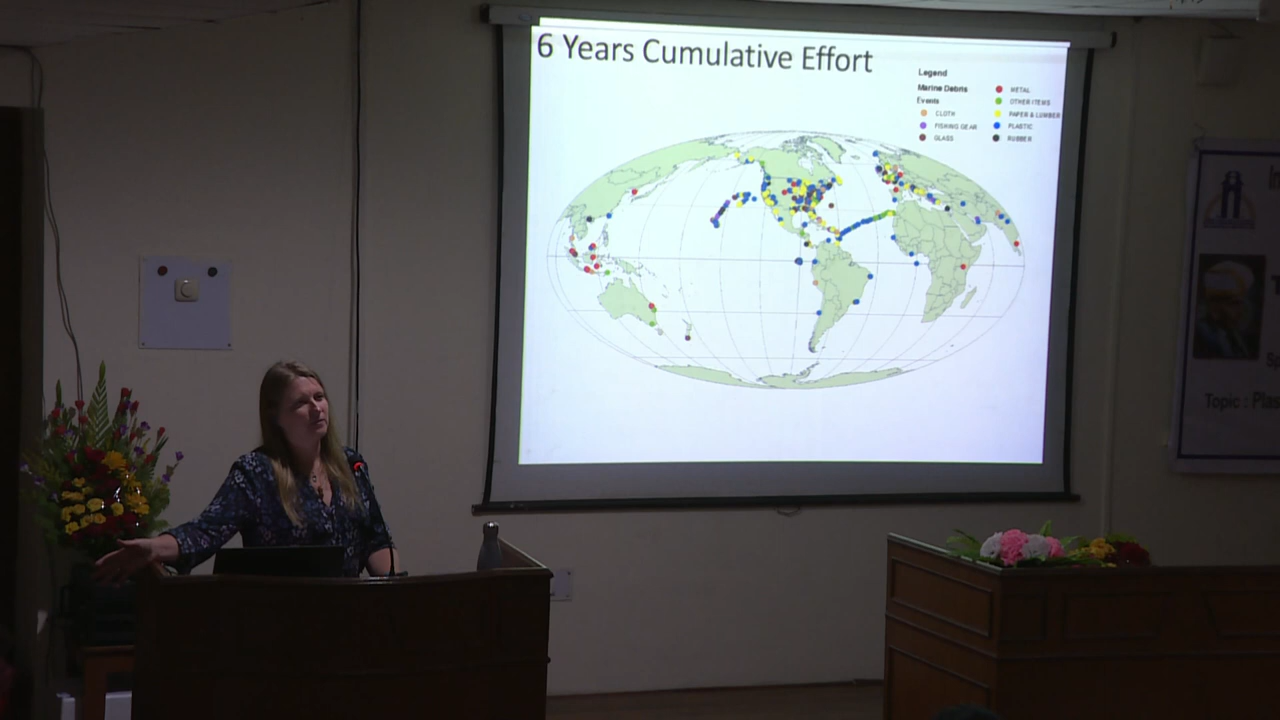 6 Years Cumulative Effort
Legend
Marine Debris
Events
CLOTH
FISHING GEAR
GLASS
METAL
OTHER ITEMS
PAPER & LUMBER
PLASTIC
RUBBER
Topic :